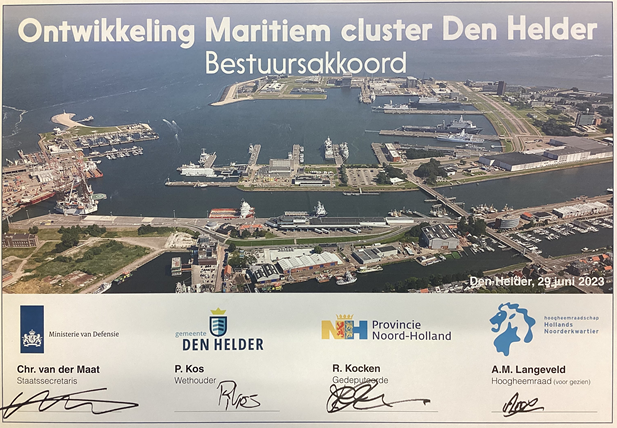 Ontwikkeling Maritiem cluster Den Helder
Bestuursakkoord
Den Helder, 29 juni 2023
Ministerie van Defensie
gemeente
DEN HELDER
NH Provincie
Noord-Holland
hoogheemraadschap
Hollands
Noorderkwartier
Chr. van der Maat
Staatssecretaris
P. Kos
Wethouder
R. Kocken
Gedeputeerde
A.M. Langeveld
Hoogheemraad (voor gezien)